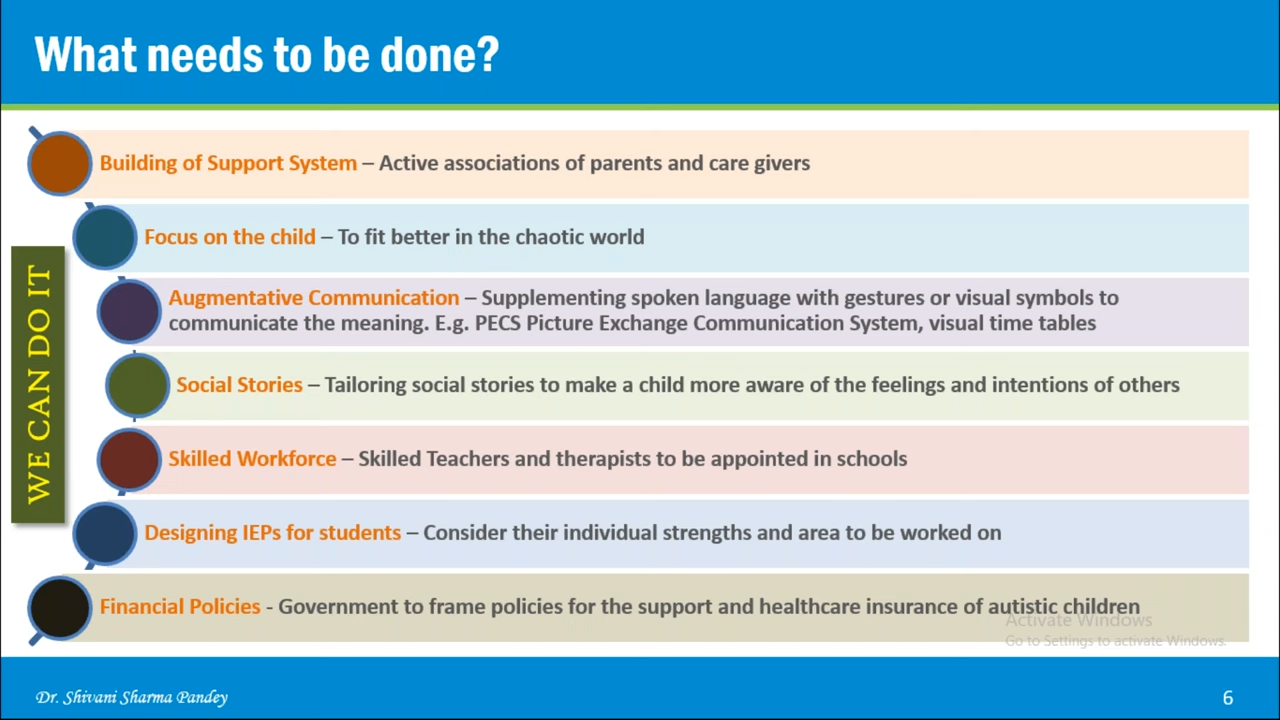 What needs to be done?
Building of Support System – Active associations of parents and care givers
Focus on the child – To fit better in the chaotic world
Augmentative Communication – Supplementing spoken language with gestures or visual symbols to
communicate the meaning. E.g. PECS Picture Exchange Communication System, visual time tables
Social Stories – Tailoring social stories to make a child more aware of the feelings and intentions of others
Skilled Workforce – Skilled Teachers and therapists to be appointed in schools
Designing IEPs for students – Consider their individual strengths and area to be worked on
Financial Policies - Government to frame policies for the support and healthcare insurance of autistic children
WE CAN DO IT
Activate Windows
Go to Settings to activate Windows.
Dr. Shivani Sharma Pandey
6